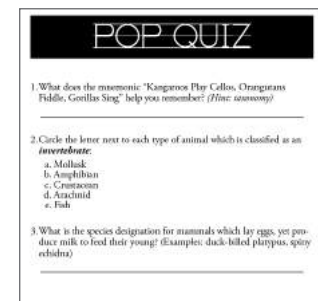 POP QUIZ
1. What does the mnemonic "Kangaroos Play Cellos, Orangutans
Fiddle, Gorillas Sing" help you remember? (Hint: taxonomy)
2. Circle the letter next to each type of animal which is classified as an
invertebrate:
a. Mollusk
b. Amphibian
c. Crustacean
d. Arachnid
e. Fish
3. What is the species designation for mammals which lay eggs, yet pro-
duce milk to feed their young? (Examples: duck-billed platypus, spiny
echidna)